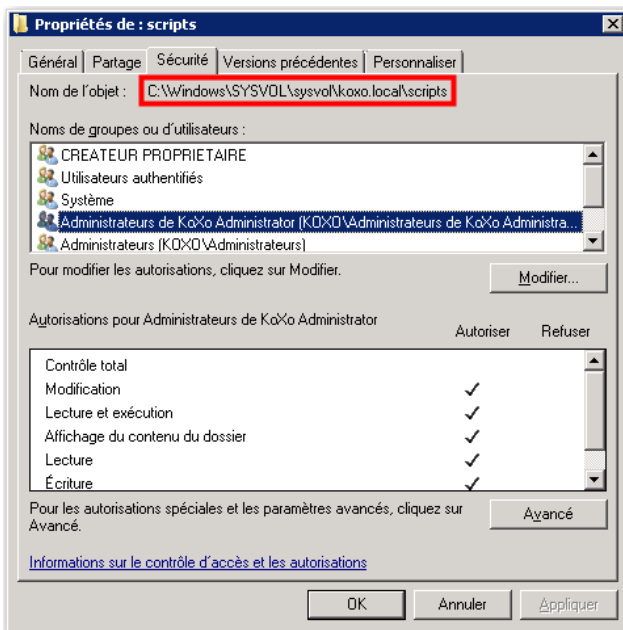 Propriétés de : scripts
Général Partage Sécurité Versions précédentes Personnaliser
Nom de l'objet : C:\Windows\SYSVOL\sysvol\koxo.local\scripts
Noms de groupes ou d'utilisateurs :
CREATEUR PROPRIETAIRE
Utilisateurs authentifiés
Système
Administrateurs de KoXo Administrator (KOXO\Administrateurs de KoXo Administra...
Administrateurs (KOXO\Administrateurs)
Pour modifier les autorisations, cliquez sur Modifier.
Modifier...
Autorisations pour Administrateurs de KoXo Administrator
Autoriser Refuser
Contrôle total
Modification
Lecture et exécution
Affichage du contenu du dossier
Lecture
Écriture
Pour les autorisations spéciales et les paramètres avancés, cliquez sur
Avancé.
Avancé
Informations sur le contrôle d'accès et les autorisations
OK Annuler Appliquer